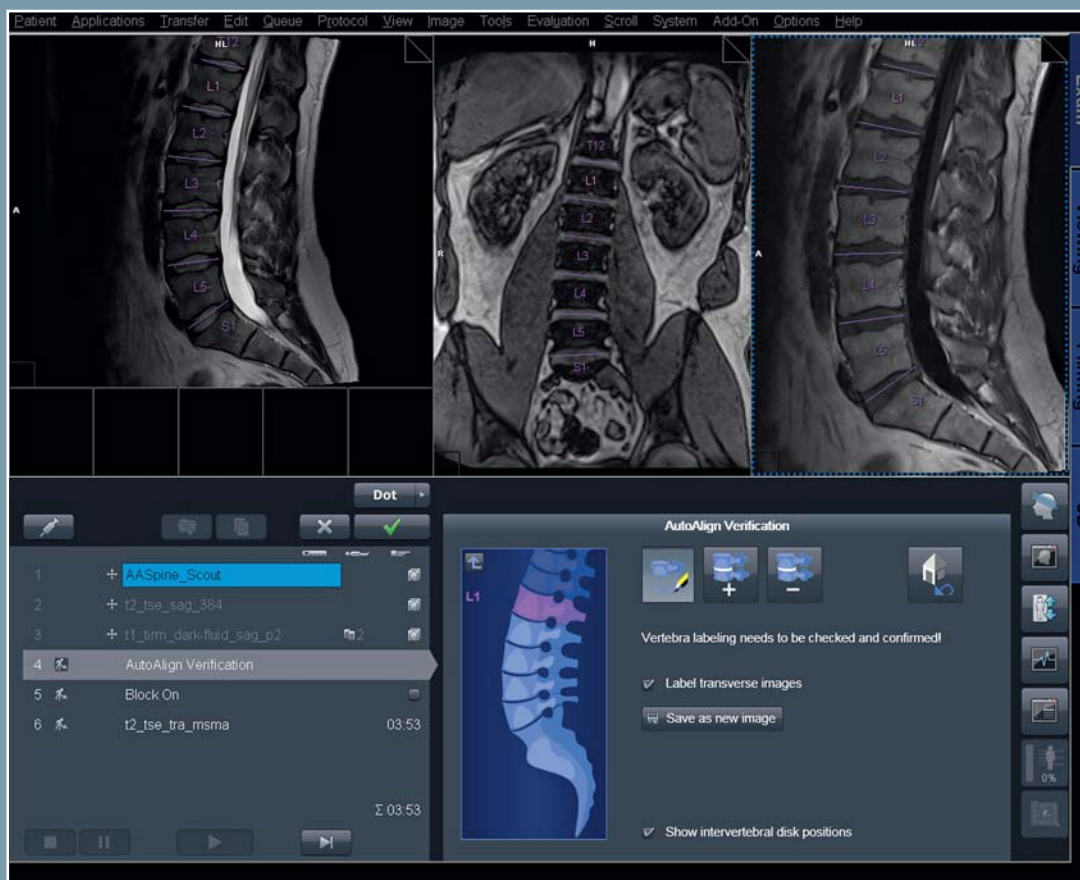 Patient Applications Transfer Edit Queue Protocol View Image Tools Evaluation Scroll System Add-On Options Help
T12
HL
L1
L2
L3
L4
L5
S1
A
H
T12
L1
L2
L3
L4
L5
S1
R
HL
L1
L2
L3
L4
L5
S1
A
Exam
Dot
1 AASpine_Scout
2 t2_tse_sag_384
3 t1_tirm_dark-fluid_sag_p2 2
4 AutoAlign Verification
5 Block On
6 t2_tse_tra_msma 03:53
Σ 03:53
AutoAlign Verification
L1
Vertebra labeling needs to be checked and confirmed!
Label transverse images
Save as new image
Show intervertebral disk positions
0%